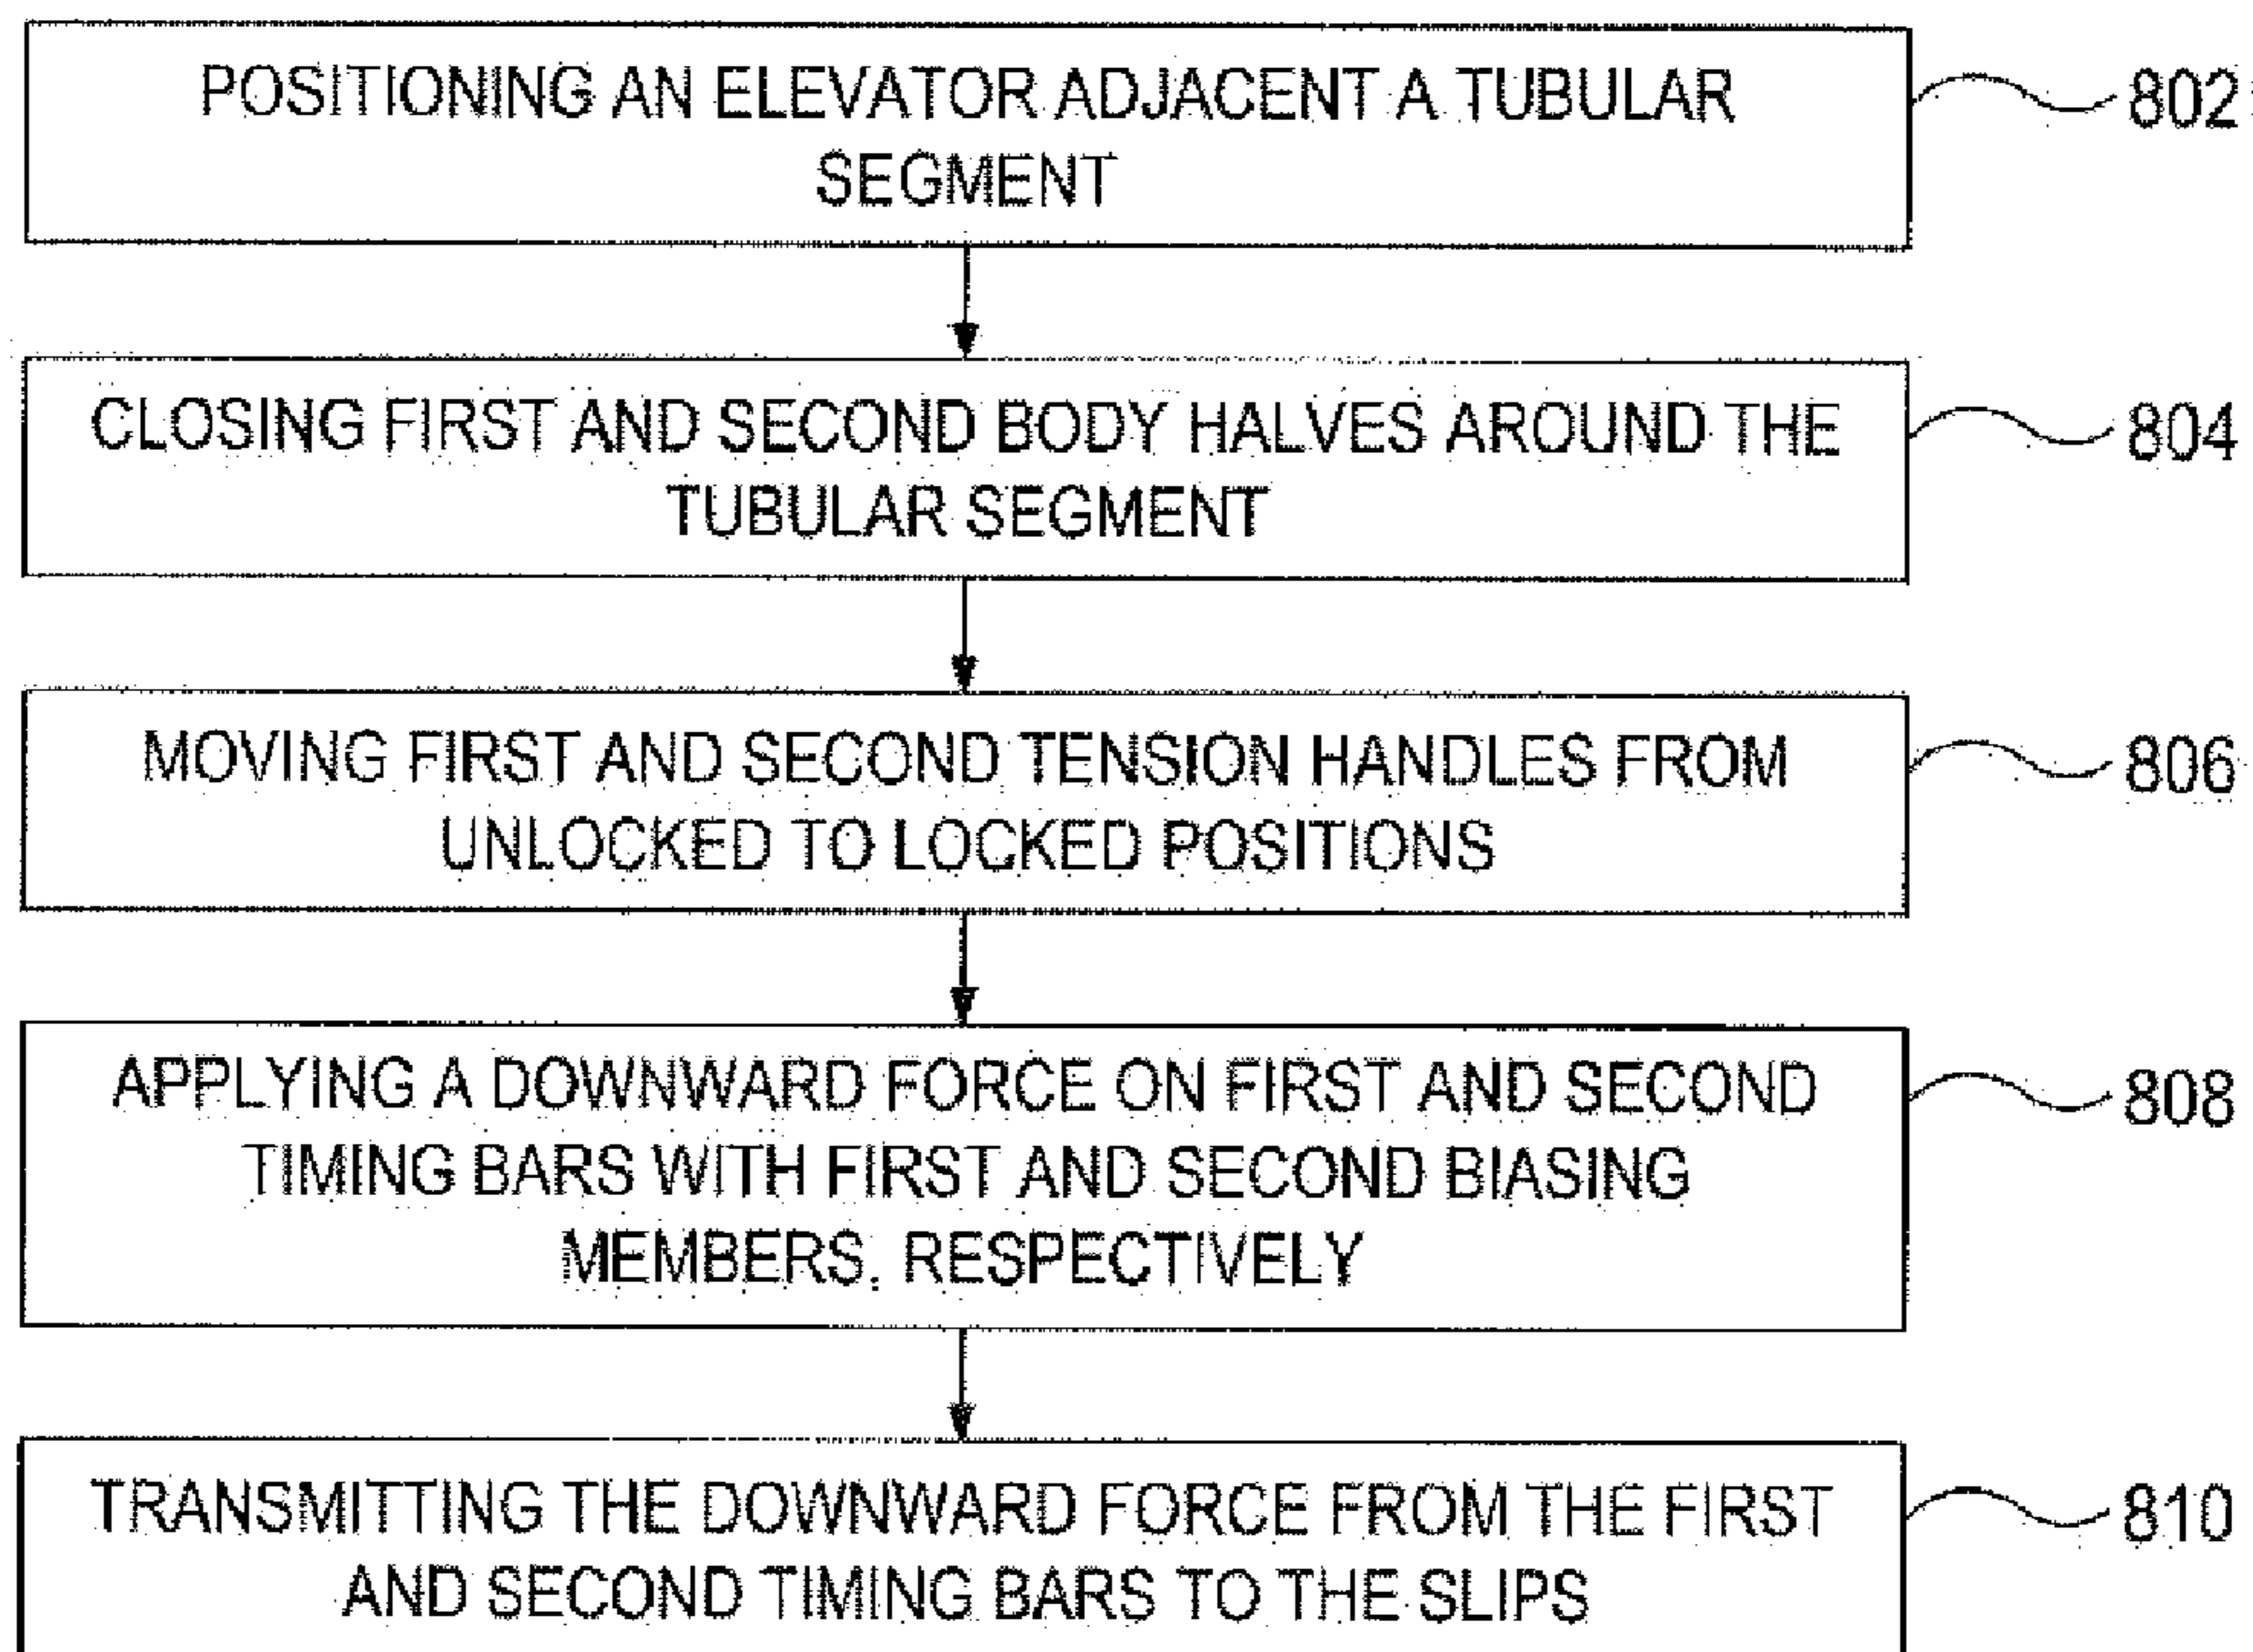 POSITIONING AN ELEVATOR ADJACENT A TUBULAR
SEGMENT
802
CLOSING FIRST AND SECOND BODY HALVES AROUND THE
TUBULAR SEGMENT
804
MOVING FIRST AND SECOND TENSION HANDLES FROM
UNLOCKED TO LOCKED POSITIONS
806
APPLYING A DOWNWARD FORCE ON FIRST AND SECOND
TIMING BARS WITH FIRST AND SECOND BIASING
MEMBERS, RESPECTIVELY
808
TRANSMITTING THE DOWNWARD FORCE FROM THE FIRST
AND SECOND TIMING BARS TO THE SLIPS
810